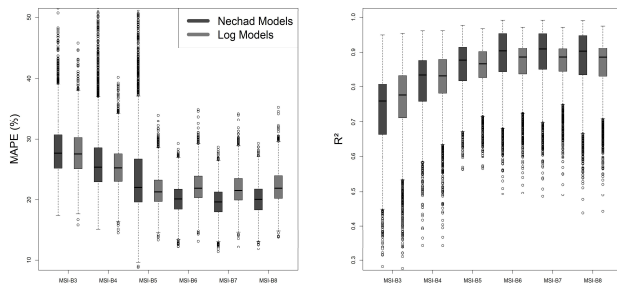 Nechad Models
Log Models
MAPE (%)
50
40
30
20
10
MSI-B3 MSI-B4 MSI-B5 MSI-B6 MSI-B7 MSI-B8
R²
0.9
0.8
0.7
0.6
0.5
0.4
0.3
MSI-B3 MSI-B4 MSI-B5 MSI-B6 MSI-B7 MSI-B8